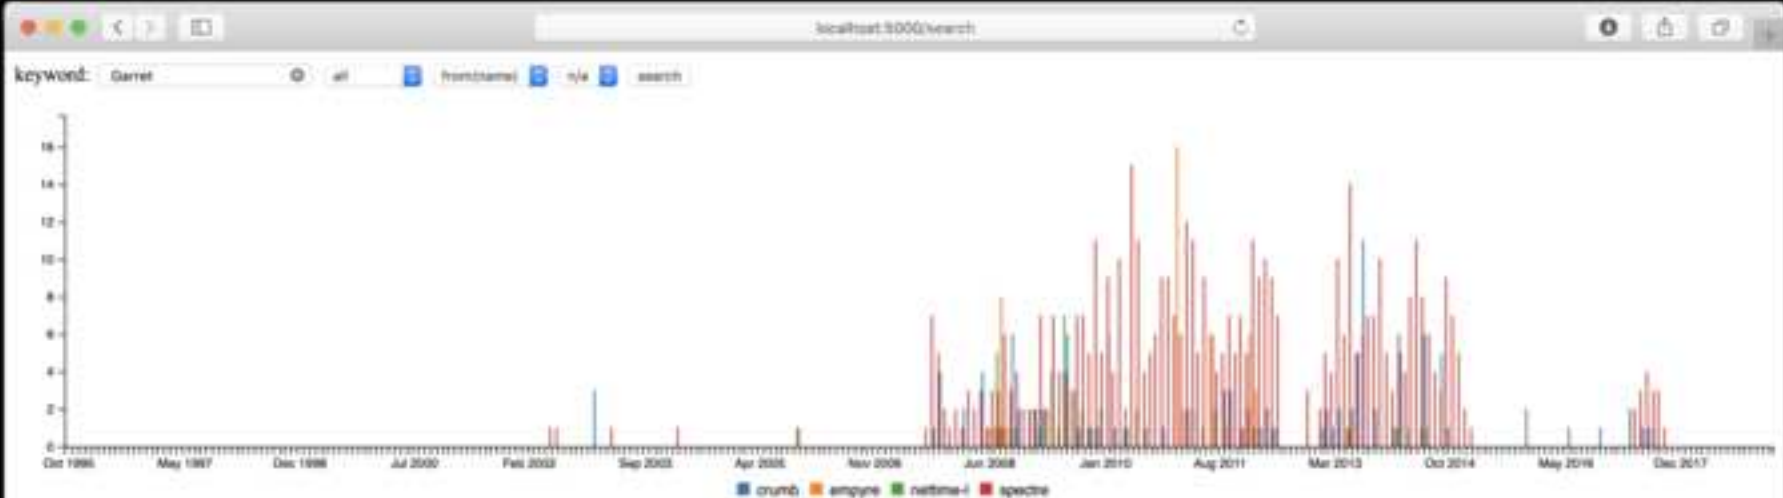 localhost:5000/search
keyword: Garret all from(name) n/a search
16
14
12
10
8
6
4
2
0
Oct 1995 May 1997 Dec 1998 Jul 2000 Feb 2002 Sep 2003 Apr 2005 Nov 2006 Jun 2008 Jan 2010 Aug 2011 Mar 2013 Oct 2014 May 2016 Dec 2017
crumb empyre nettime-l spectre